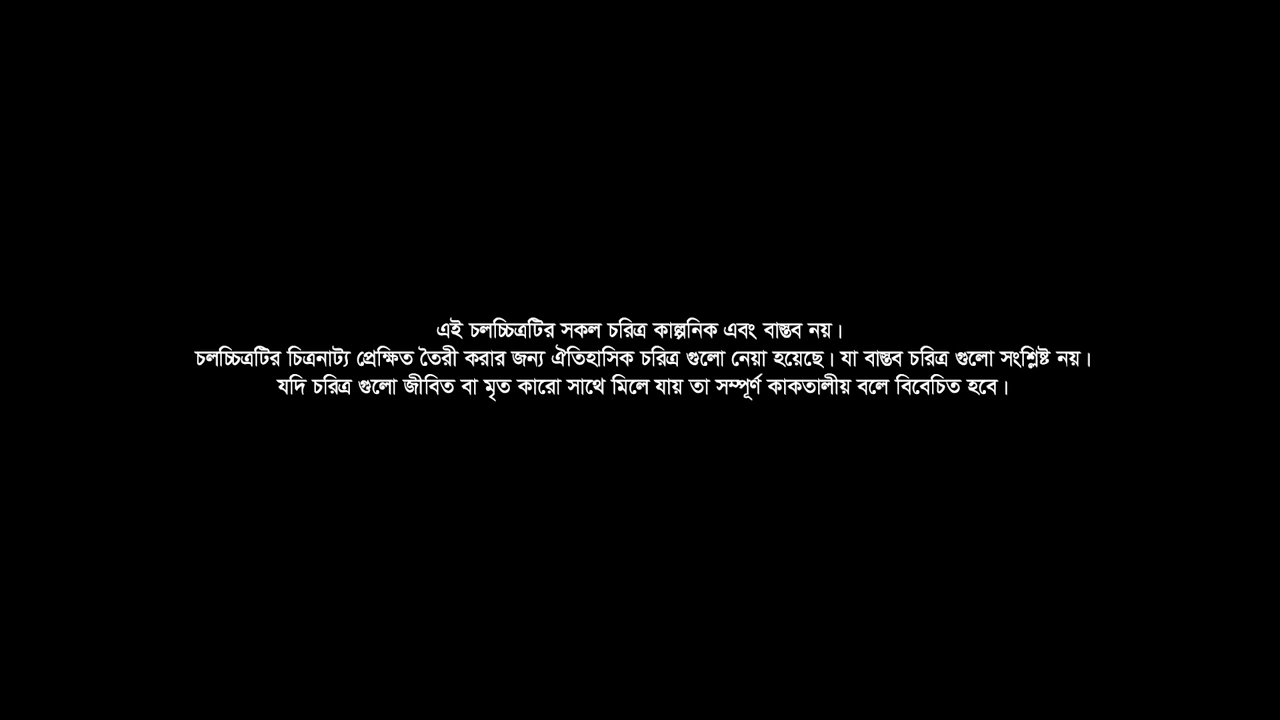 এই চলচ্চিত্রটির সকল চরিত্র কাল্পনিক এবং বাস্তব নয়।
চলচ্চিত্রটির চিত্রনাট্য প্রেক্ষিত তৈরী করার জন্য ঐতিহাসিক চরিত্র গুলো নেয়া হয়েছে। যা বাস্তব চরিত্র গুলো সংশ্লিষ্ট নয়।
যদি চরিত্র গুলো জীবিত বা মৃত কারো সাথে মিলে যায় তা সম্পূর্ণ কাকতালীয় বলে বিবেচিত হবে।